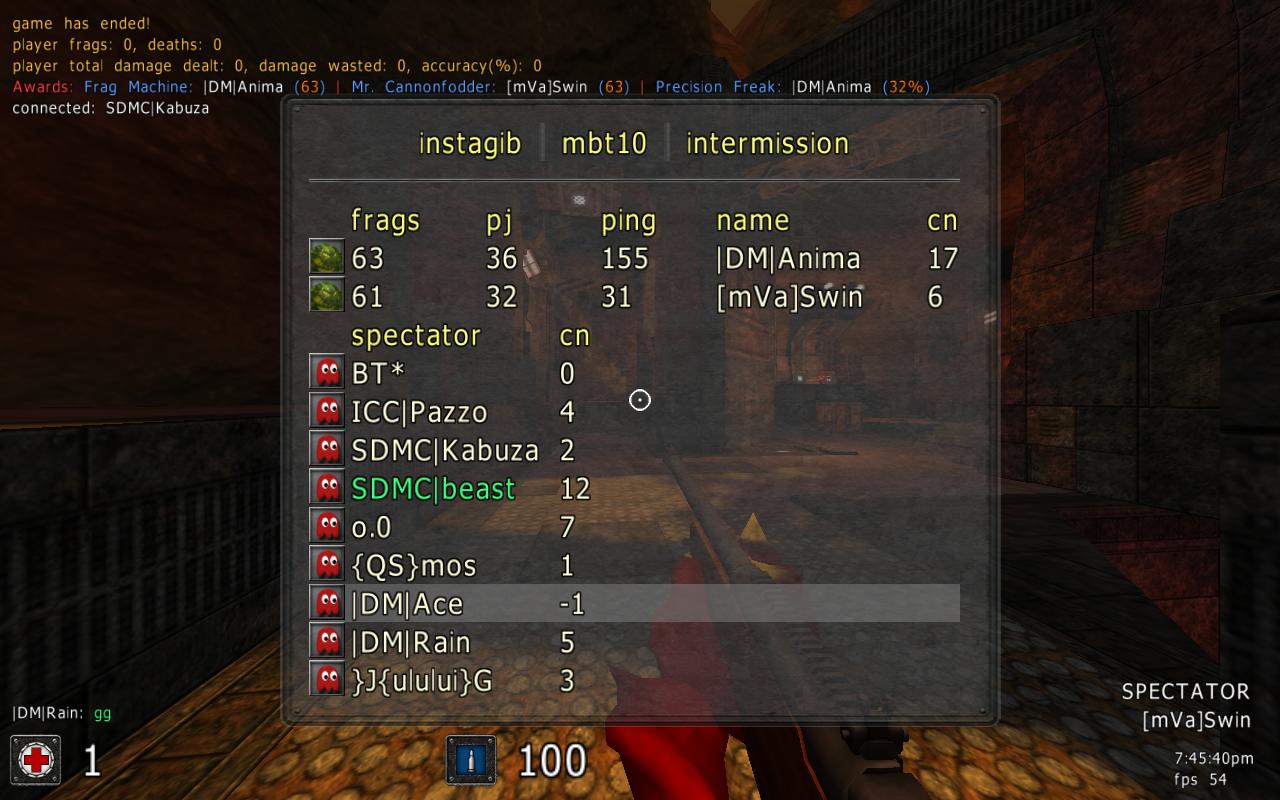 game has ended!
player frags: 0, deaths: 0
player total damage dealt: 0, damage wasted: 0, accuracy(%): 0
Awards: Frag Machine: |DM|Anima (63) | Mr. Cannonfodder: [mVa]Swin (63) | Precision Freak: |DM|Anima (32%)
connected: SDMC|Kabuza
instagib mbt10 intermission
frags pj ping name cn
63 36 155 |DM|Anima 17
61 32 31 [mVa]Swin 6
spectator cn
BT* 0
ICC|Pazzo 4
SDMC|Kabuza 2
SDMC|beast 12
o.0 7
{QS}mos 1
|DM|Ace -1
|DM|Rain 5
}J{ulului}G 3
SPECTATOR
[mVa]Swin
|DM|Rain: gg
1 100
7:45:40pm
fps 54